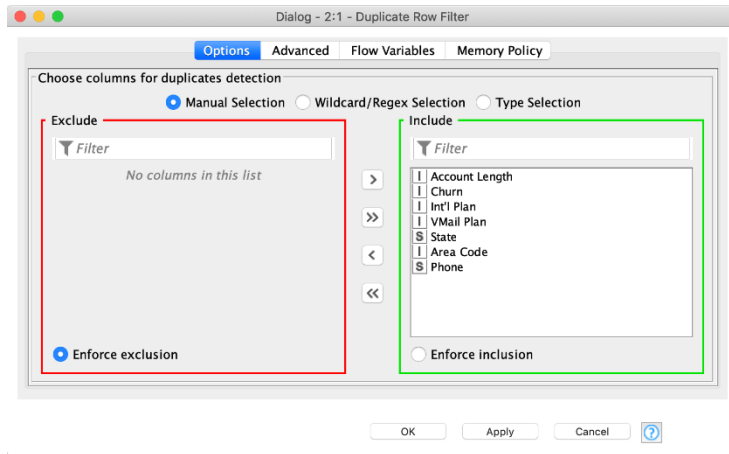 Dialog - 2:1 - Duplicate Row Filter
Options Advanced Flow Variables Memory Policy
Choose columns for duplicates detection
Manual Selection Wildcard/Regex Selection Type Selection
Exclude Include
Filter Filter
No columns in this list
I Account Length
I Churn
I Int'l Plan
I VMail Plan
S State
I Area Code
S Phone
> 
>>
<
<<
Enforce exclusion Enforce inclusion
OK Apply Cancel ?